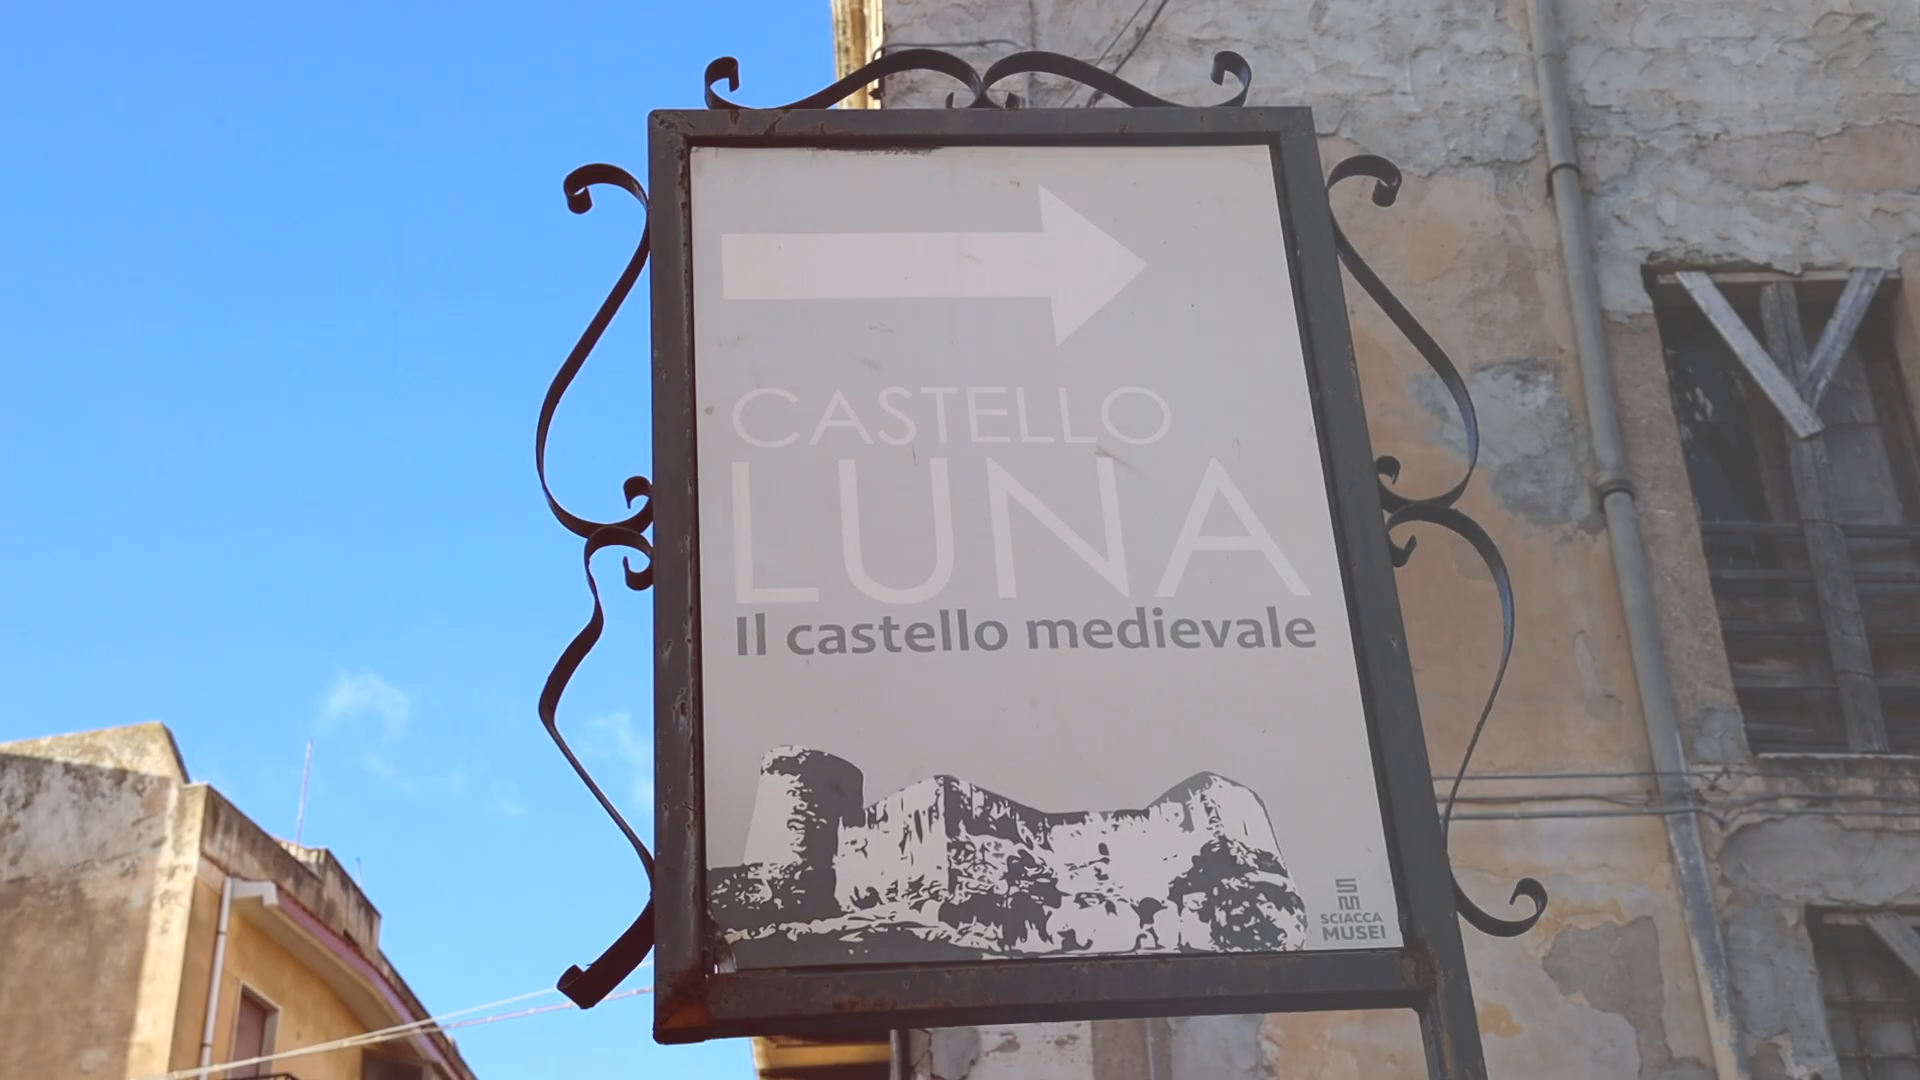 CASTELLO
LUNA
Il castello medievale
SCIACCA
MUSEI